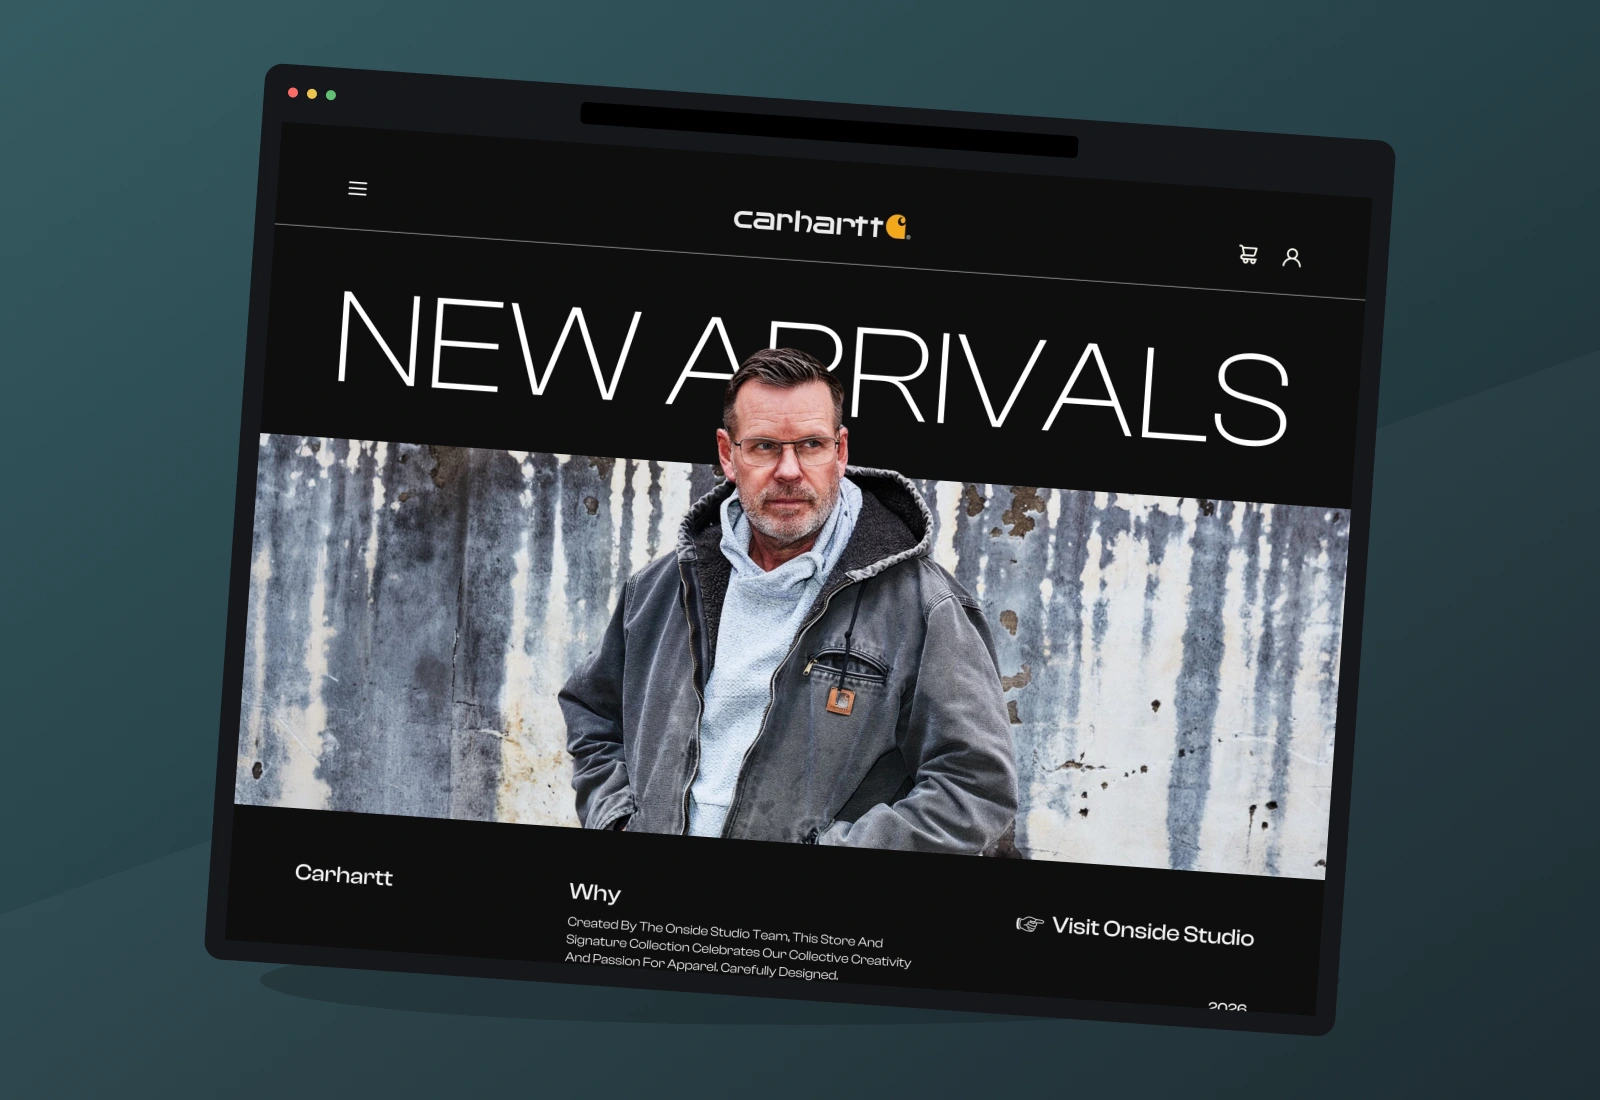 carhartt
NEW ARRIVALS
Carhartt
Why
Created By The Onside Studio Team, This Store And
Signature Collection Celebrates Our Collective Creativity
And Passion For Apparel. Carefully Designed.
Visit Onside Studio
2026